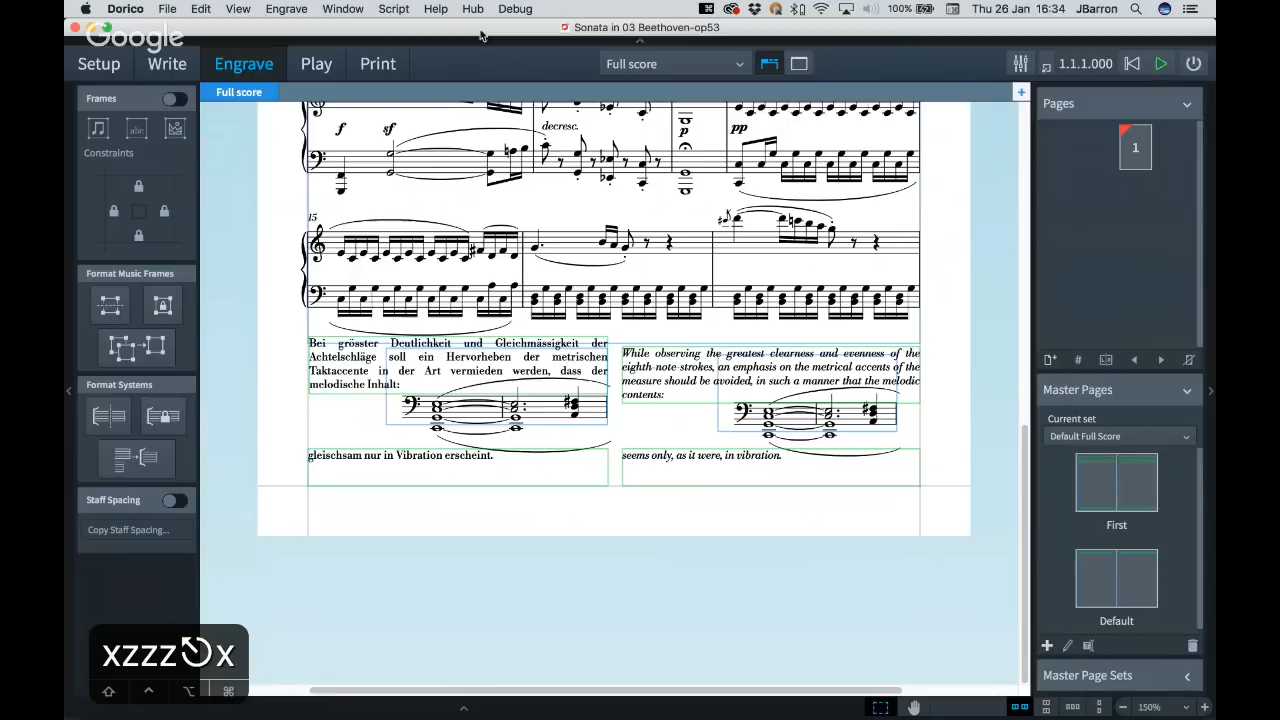 Dorico File Edit View Engrave Window Script Help Hub Debug 100% Thu 26 Jan 16:34 JBarron
Sonata in 03 Beethoven-op53
Google
Setup Write Engrave Play Print Full score 1.1.1.000
Frames
abc
Constraints
Format Music Frames
Format Systems
Staff Spacing
Copy Staff Spacing...
Full score
f sf decresc. p pp
15
Bei grösster Deutlichkeit und Gleichmässigkeit der
Achtelschläge soll ein Hervorheben der metrischen
Taktaccente in der Art vermieden werden, dass der
melodische Inhalt:
gleichsam nur in Vibration erscheint.
While observing the greatest clearness and evenness of the
eighth-note-strokes, an emphasis on the metrical accents of the
measure should be avoided, in such a manner that the melodic
contents:
seems only, as it were, in vibration.
Pages
1
Master Pages
Current set
Default Full Score
First
Default
Master Page Sets
150%
xzzz x